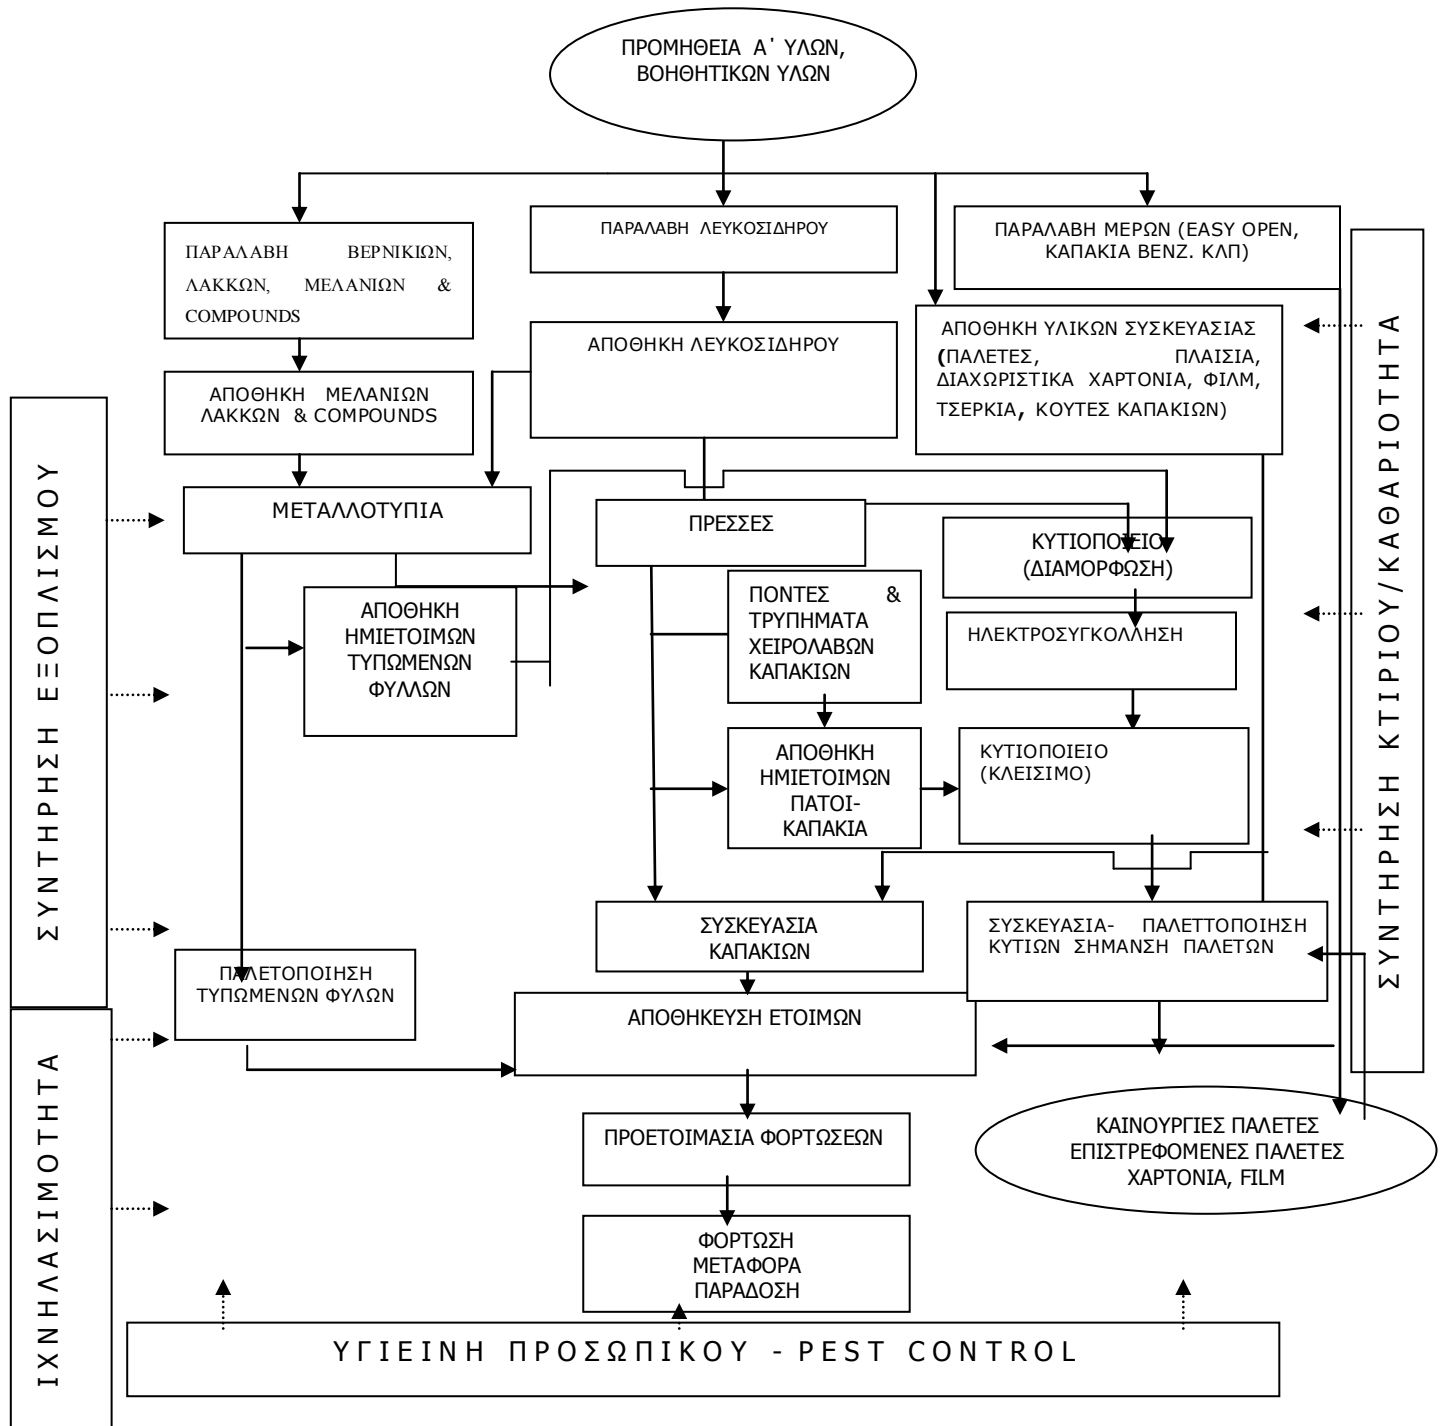 ΠΡΟΜΗΘΕΙΑ Α' ΥΛΩΝ,
ΒΟΗΘΗΤΙΚΩΝ ΥΛΩΝ
ΠΑΡΑΛΑΒΗ ΒΕΡΝΙΚΙΩΝ,
ΛΑΚΚΩΝ, ΜΕΛΑΝΙΩΝ &
COMPOUNDS
ΠΑΡΑΛΑΒΗ ΛΕΥΚΟΣΙΔΗΡΟΥ
ΠΑΡΑΛΑΒΗ ΜΕΡΩΝ (EASY OPEN,
ΚΑΠΑΚΙΑ ΒΕΝΖ. ΚΛΠ)
ΑΠΟΘΗΚΗ ΜΕΛΑΝΙΩΝ
ΛΑΚΚΩΝ & COMPOUNDS
ΑΠΟΘΗΚΗ ΛΕΥΚΟΣΙΔΗΡΟΥ
ΑΠΟΘΗΚΗ ΥΛΙΚΩΝ ΣΥΣΚΕΥΑΣΙΑΣ
(ΠΑΛΕΤΕΣ, ΠΛΑΙΣΙΑ,
ΔΙΑΧΩΡΙΣΤΙΚΑ ΧΑΡΤΟΝΙΑ, ΦΙΛΜ,
ΤΣΕΡΚΙΑ, ΚΟΥΤΕΣ ΚΑΠΑΚΙΩΝ)
ΜΕΤΑΛΛΟΤΥΠΙΑ
ΠΡΕΣΣΕΣ
ΚΥΤΙΟΠΟΙΕΙΟ
(ΔΙΑΜΟΡΦΩΣΗ)
ΑΠΟΘΗΚΗ
ΗΜΙΕΤΟΙΜΩΝ
ΤΥΠΩΜΕΝΩΝ
ΦΥΛΛΩΝ
ΠΟΝΤΕΣ &
ΤΡΥΠΗΜΑΤΑ
ΧΕΙΡΟΛΑΒΩΝ
ΚΑΠΑΚΙΩΝ
ΗΛΕΚΤΡΟΣΥΓΚΟΛΛΗΣΗ
ΑΠΟΘΗΚΗ
ΗΜΙΕΤΟΙΜΩΝ
ΠΑΤΟΙ-
ΚΑΠΑΚΙΑ
ΚΥΤΙΟΠΟΙΕΙΟ
(ΚΛΕΙΣΙΜΟ)
ΣΥΣΚΕΥΑΣΙΑ
ΚΑΠΑΚΙΩΝ
ΣΥΣΚΕΥΑΣΙΑ- ΠΑΛΕΤΤΟΠΟΙΗΣΗ
ΚΥΤΙΩΝ ΣΗΜΑΝΣΗ ΠΑΛΕΤΩΝ
ΠΑΛΕΤΟΠΟΙΗΣΗ
ΤΥΠΩΜΕΝΩΝ ΦΥΛΩΝ
ΑΠΟΘΗΚΕΥΣΗ ΕΤΟΙΜΩΝ
ΠΡΟΕΤΟΙΜΑΣΙΑ ΦΟΡΤΩΣΕΩΝ
ΚΑΙΝΟΥΡΓΙΕΣ ΠΑΛΕΤΕΣ
ΕΠΙΣΤΡΕΦΟΜΕΝΕΣ ΠΑΛΕΤΕΣ
ΧΑΡΤΟΝΙΑ, FILM
ΦΟΡΤΩΣΗ
ΜΕΤΑΦΟΡΑ
ΠΑΡΑΔΟΣΗ
ΣΥΝΤΗΡΗΣΗ ΕΞΟΠΛΙΣΜΟΥ
ΙΧΝΗΛΑΣΙΜΟΤΗΤΑ
ΣΥΝΤΗΡΗΣΗ ΚΤΙΡΙΟΥ/ΚΑΘΑΡΙΟΤΗΤΑ
ΥΓΙΕΙΝΗ ΠΡΟΣΩΠΙΚΟΥ - PEST CONTROL